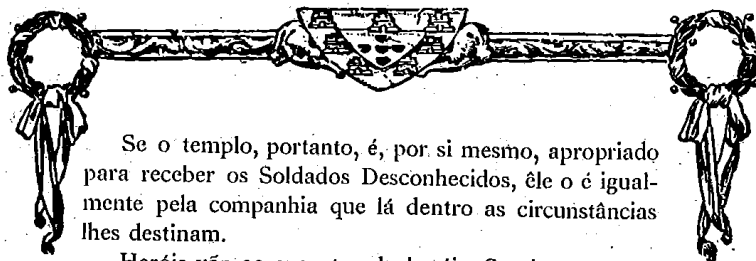 Se o templo, portanto, é, por si mesmo, apropriado
para receber os Soldados Desconhecidos, êle o é igual-
mente pela companhia que lá dentro as circunstâncias
lhes destinam.